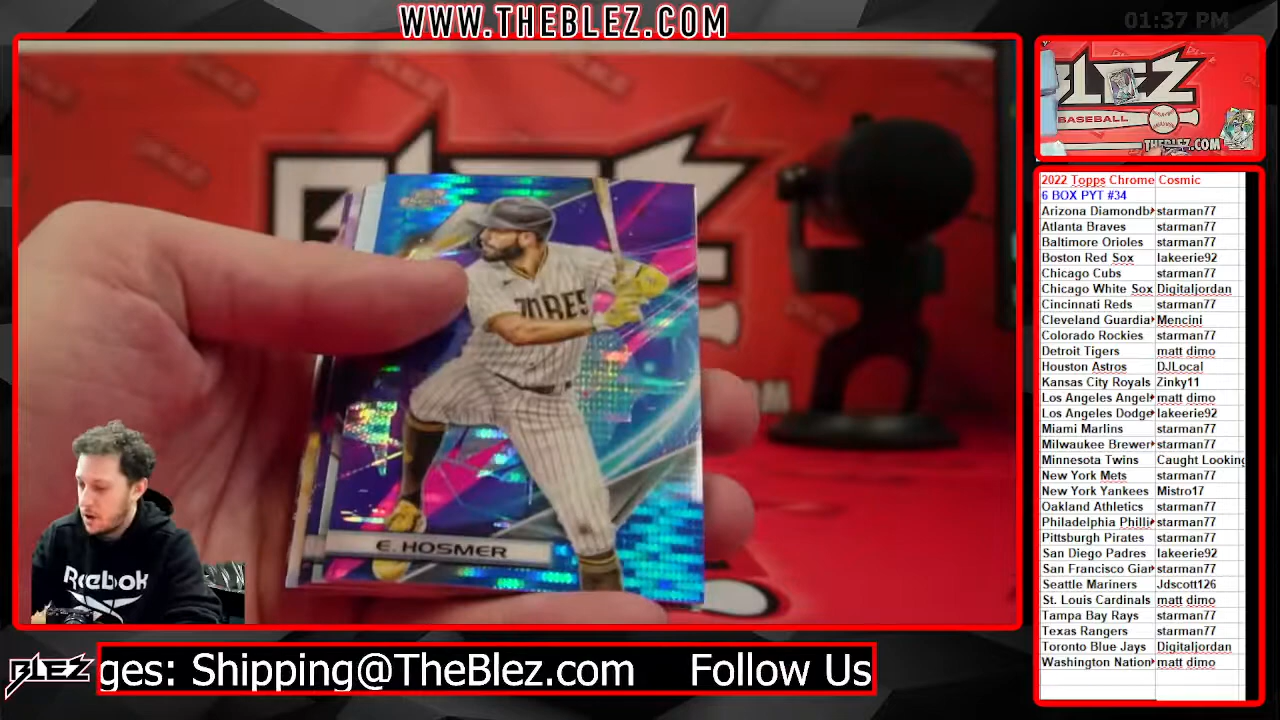 WWW.THEBLEZ.COM
01:37 PM
BLEZ
BASEBALL
THEBLEZ.COM
E. HOSMER
Reebok
2022 Topps Chrome Cosmic
6 BOX PYT #34
Arizona Diamondb starman77
Atlanta Braves starman77
Baltimore Orioles starman77
Boston Red Sox lakeerie92
Chicago Cubs starman77
Chicago White Sox Digitaljordan
Cincinnati Reds starman77
Cleveland Guardia Mencini
Colorado Rockies starman77
Detroit Tigers matt dimo
Houston Astros DJLocal
Kansas City Royals Zinky11
Los Angeles Angel matt dimo
Los Angeles Dodge lakeerie92
Miami Marlins starman77
Milwaukee Brewer starman77
Minnesota Twins Caught Looking
New York Mets starman77
New York Yankees Mistro17
Oakland Athletics starman77
Philadelphia Philli starman77
Pittsburgh Pirates starman77
San Diego Padres lakeerie92
San Francisco Gian starman77
Seattle Mariners Jdscott126
St. Louis Cardinals matt dimo
Tampa Bay Rays starman77
Texas Rangers starman77
Toronto Blue Jays Digitaljordan
Washington Nation matt dimo
BLEZ
ges: Shipping@TheBlez.com Follow Us